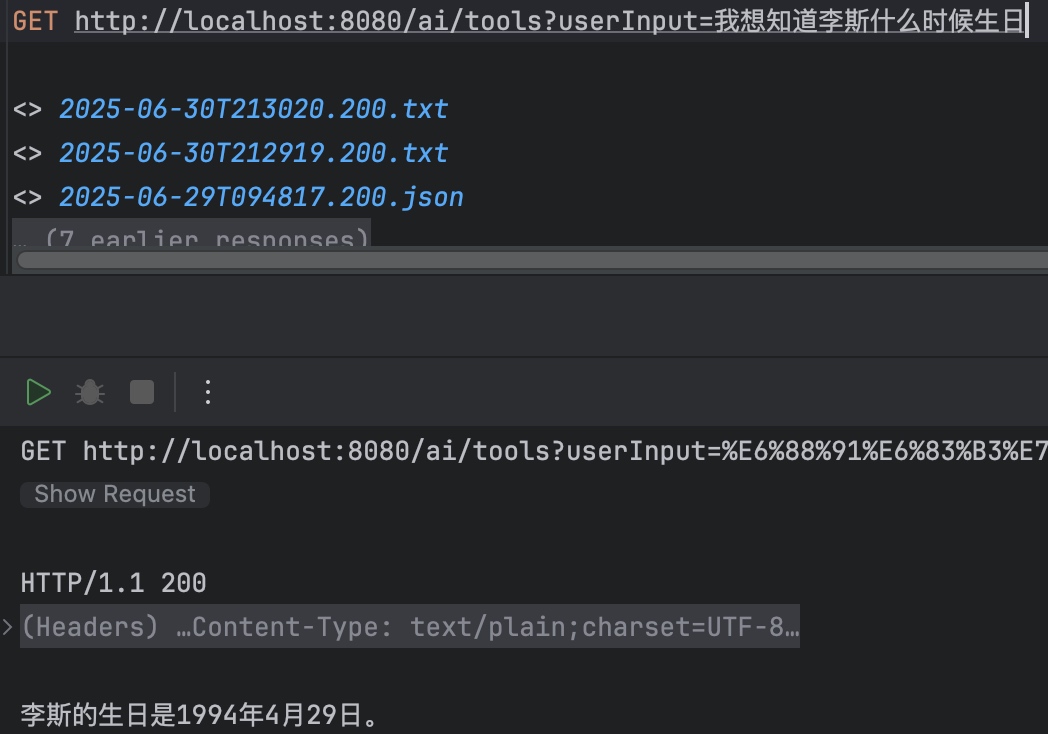 GET http://localhost:8080/ai/tools?userInput=我想知道李斯什么时候生日
<> 2025-06-30T213020.200.txt
<> 2025-06-30T212919.200.txt
<> 2025-06-29T094817.200.json
… (7 earlier responses)
GET http://localhost:8080/ai/tools?userInput=%E6%88%91%E6%83%B3%E7
Show Request
HTTP/1.1 200
(Headers) …Content-Type: text/plain;charset=UTF-8…
李斯的生日是1994年4月29日。